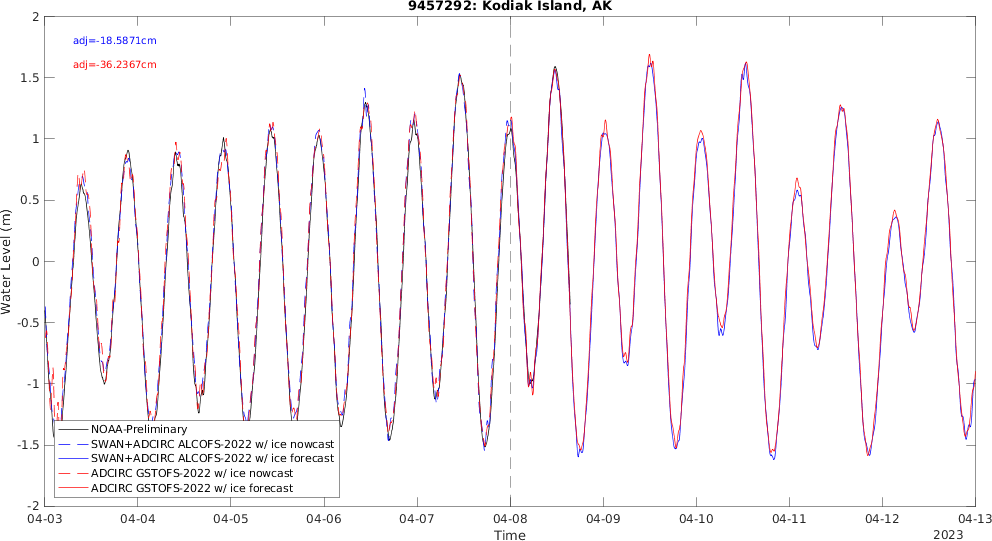 9457292: Kodiak Island, AK
2
adj=-18.5871cm
adj=-36.2367cm
1.5
1
0.5
0
-0.5
-1
-1.5
-2
Water Level (m)
NOAA-Preliminary
SWAN+ADCIRC ALCOFS-2022 w/ ice nowcast
SWAN+ADCIRC ALCOFS-2022 w/ ice forecast
ADCIRC GSTOFS-2022 w/ ice nowcast
ADCIRC GSTOFS-2022 w/ ice forecast
04-03 04-04 04-05 04-06 04-07 04-08 04-09 04-10 04-11 04-12 04-13
Time
2023